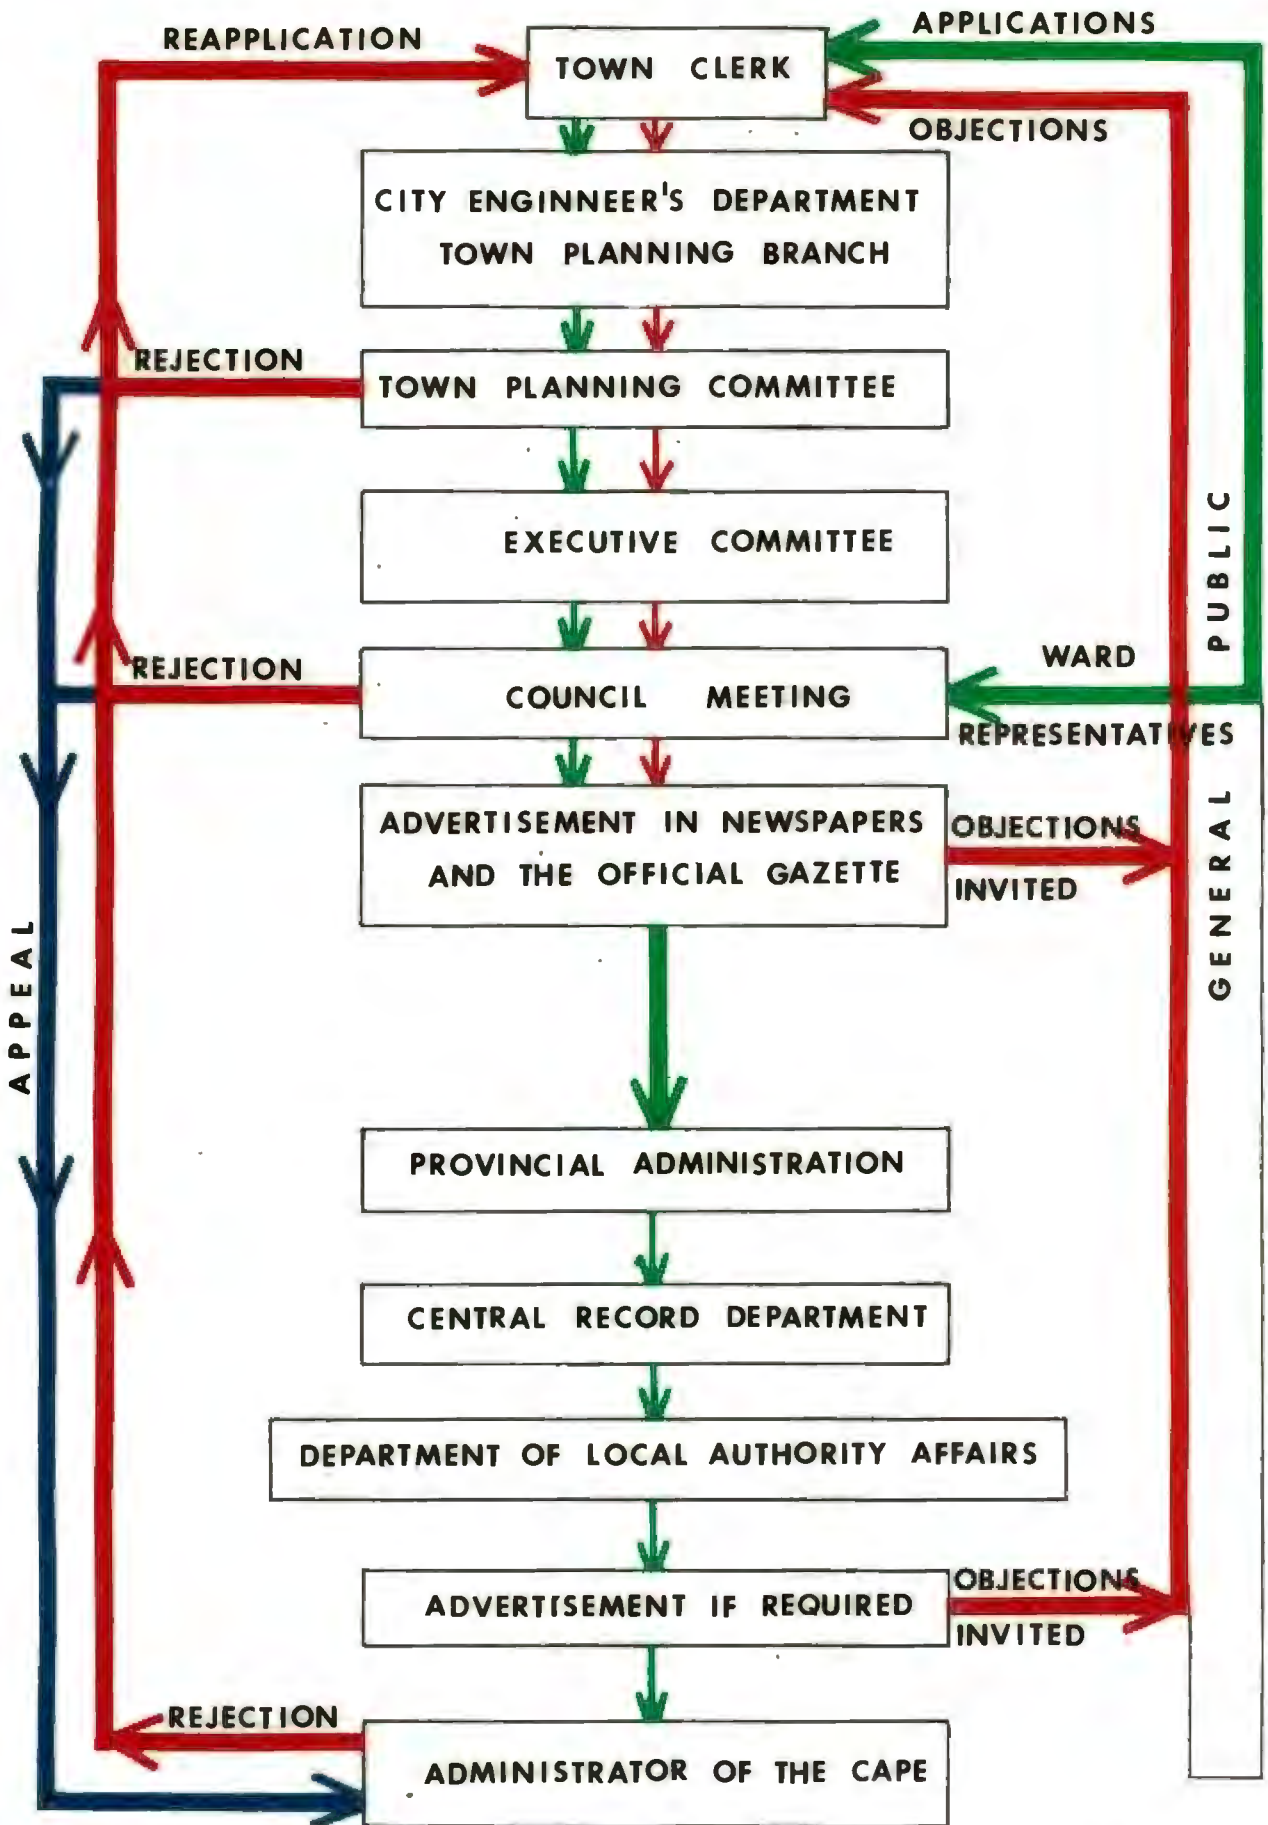 REAPPLICATION
APPLICATIONS
TOWN CLERK
OBJECTIONS
CITY ENGINNEER'S DEPARTMENT
TOWN PLANNING BRANCH
REJECTION
TOWN PLANNING COMMITTEE
EXECUTIVE COMMITTEE
REJECTION
COUNCIL MEETING
WARD
REPRESENTATIVES
GENERAL PUBLIC
ADVERTISEMENT IN NEWSPAPERS
AND THE OFFICIAL GAZETTE
OBJECTIONS
INVITED
APPEAL
PROVINCIAL ADMINISTRATION
CENTRAL RECORD DEPARTMENT
DEPARTMENT OF LOCAL AUTHORITY AFFAIRS
ADVERTISEMENT IF REQUIRED
OBJECTIONS
INVITED
REJECTION
ADMINISTRATOR OF THE CAPE